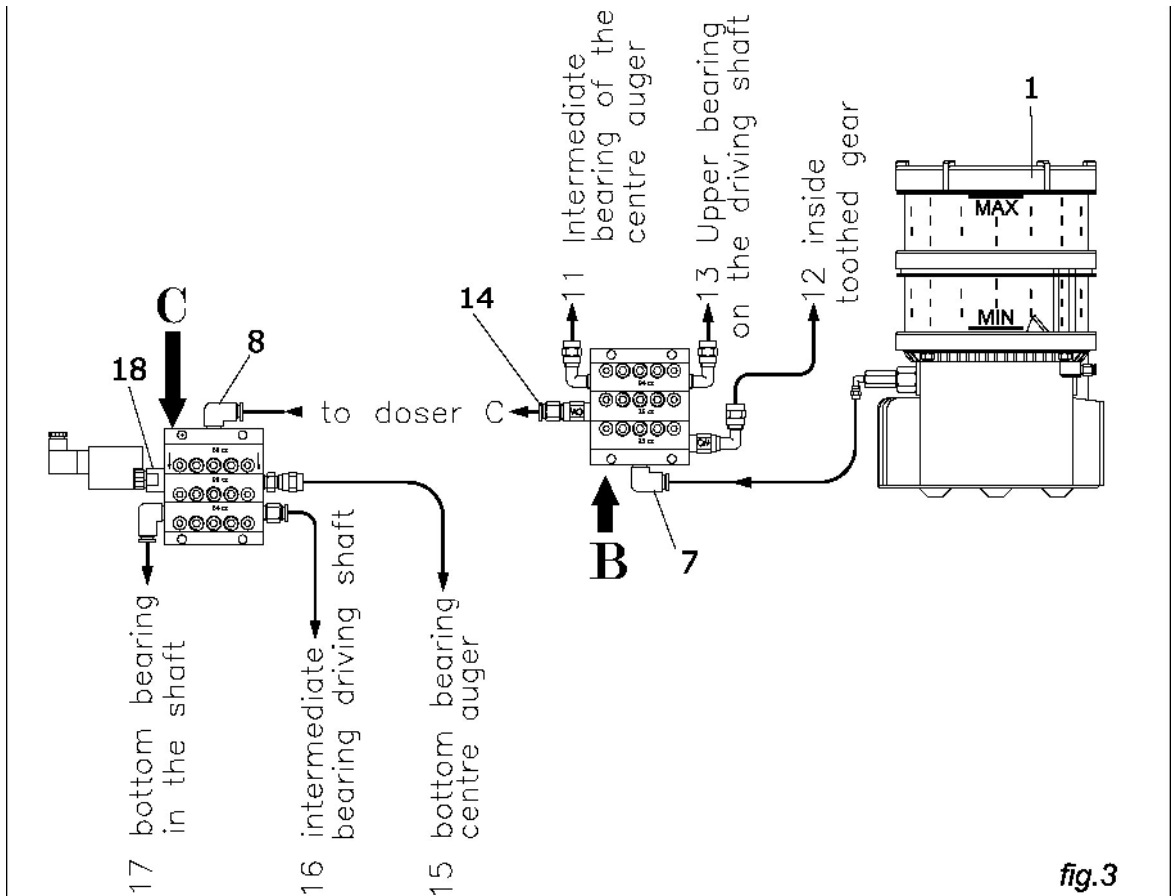 11 Intermediate
bearing of the
centre auger
13 Upper bearing
on the driving shaft
12 inside
toothed gear
1
MAX
MIN
C
8
18
14
to doser C
B
7
17 bottom bearing
in the shaft
16 intermediate
bearing driving shaft
15 bottom bearing
centre auger
fig.3